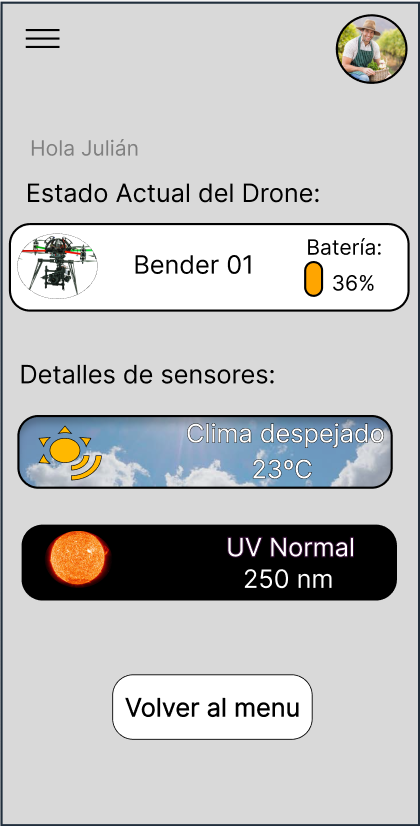 Hola Julián
Estado Actual del Drone:
Bender 01
Batería:
36%
Detalles de sensores:
Clima despejado
23ºC
UV Normal
250 nm
Volver al menu